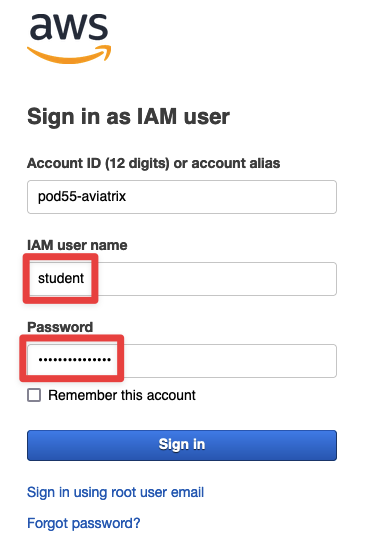 aws
Sign in as IAM user
Account ID (12 digits) or account alias
pod55-aviatrix
IAM user name
student
Password
•••••••••••••••
Remember this account
Sign in
Sign in using root user email
Forgot password?